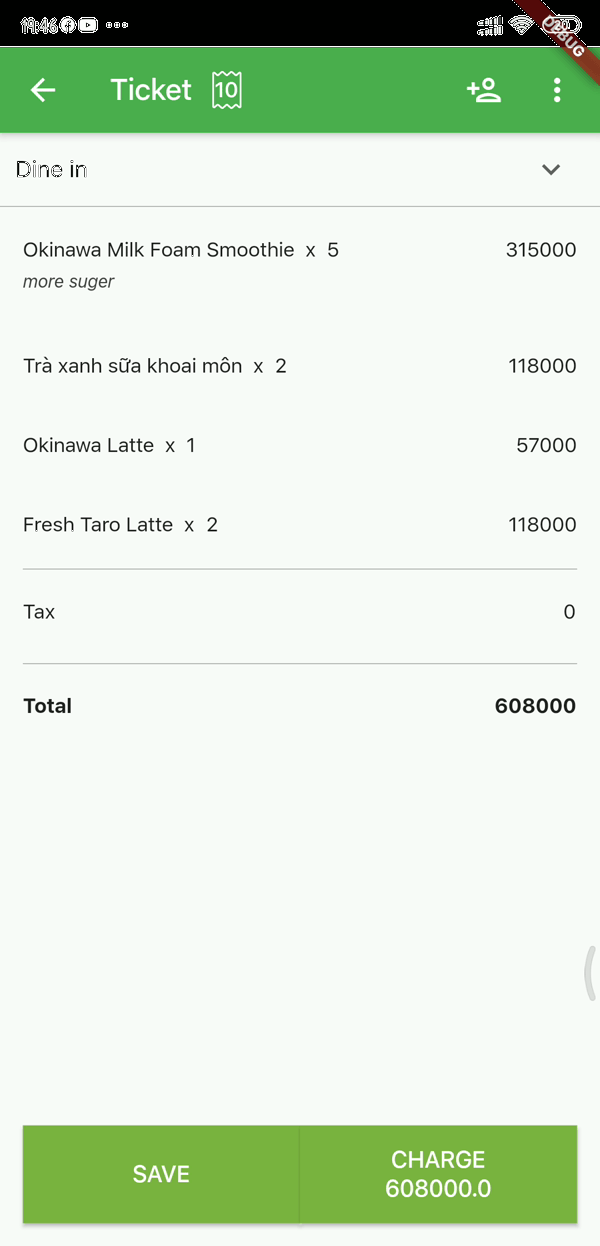 19:46
DEBUG
Ticket 10
Dine in
Okinawa Milk Foam Smoothie x 5 315000
more suger
Trà xanh sữa khoai môn x 2 118000
Okinawa Latte x 1 57000
Fresh Taro Latte x 2 118000
Tax 0
Total 608000
SAVE
CHARGE
608000.0